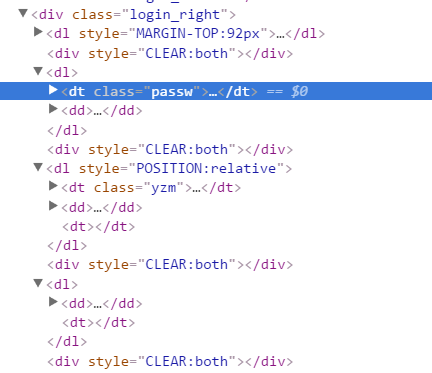 ▼<div class="login_right">
▶<dl style="MARGIN-TOP:92px">…</dl>
<div style="CLEAR:both"></div>
▼<dl>
▶<dt class="passw">…</dt> == $0
▶<dd>…</dd>
</dl>
<div style="CLEAR:both"></div>
▼<dl style="POSITION:relative">
▶<dt class="yzm">…</dt>
▶<dd>…</dd>
<dt></dt>
</dl>
<div style="CLEAR:both"></div>
▼<dl>
▶<dd>…</dd>
<dt></dt>
</dl>
<div style="CLEAR:both"></div>